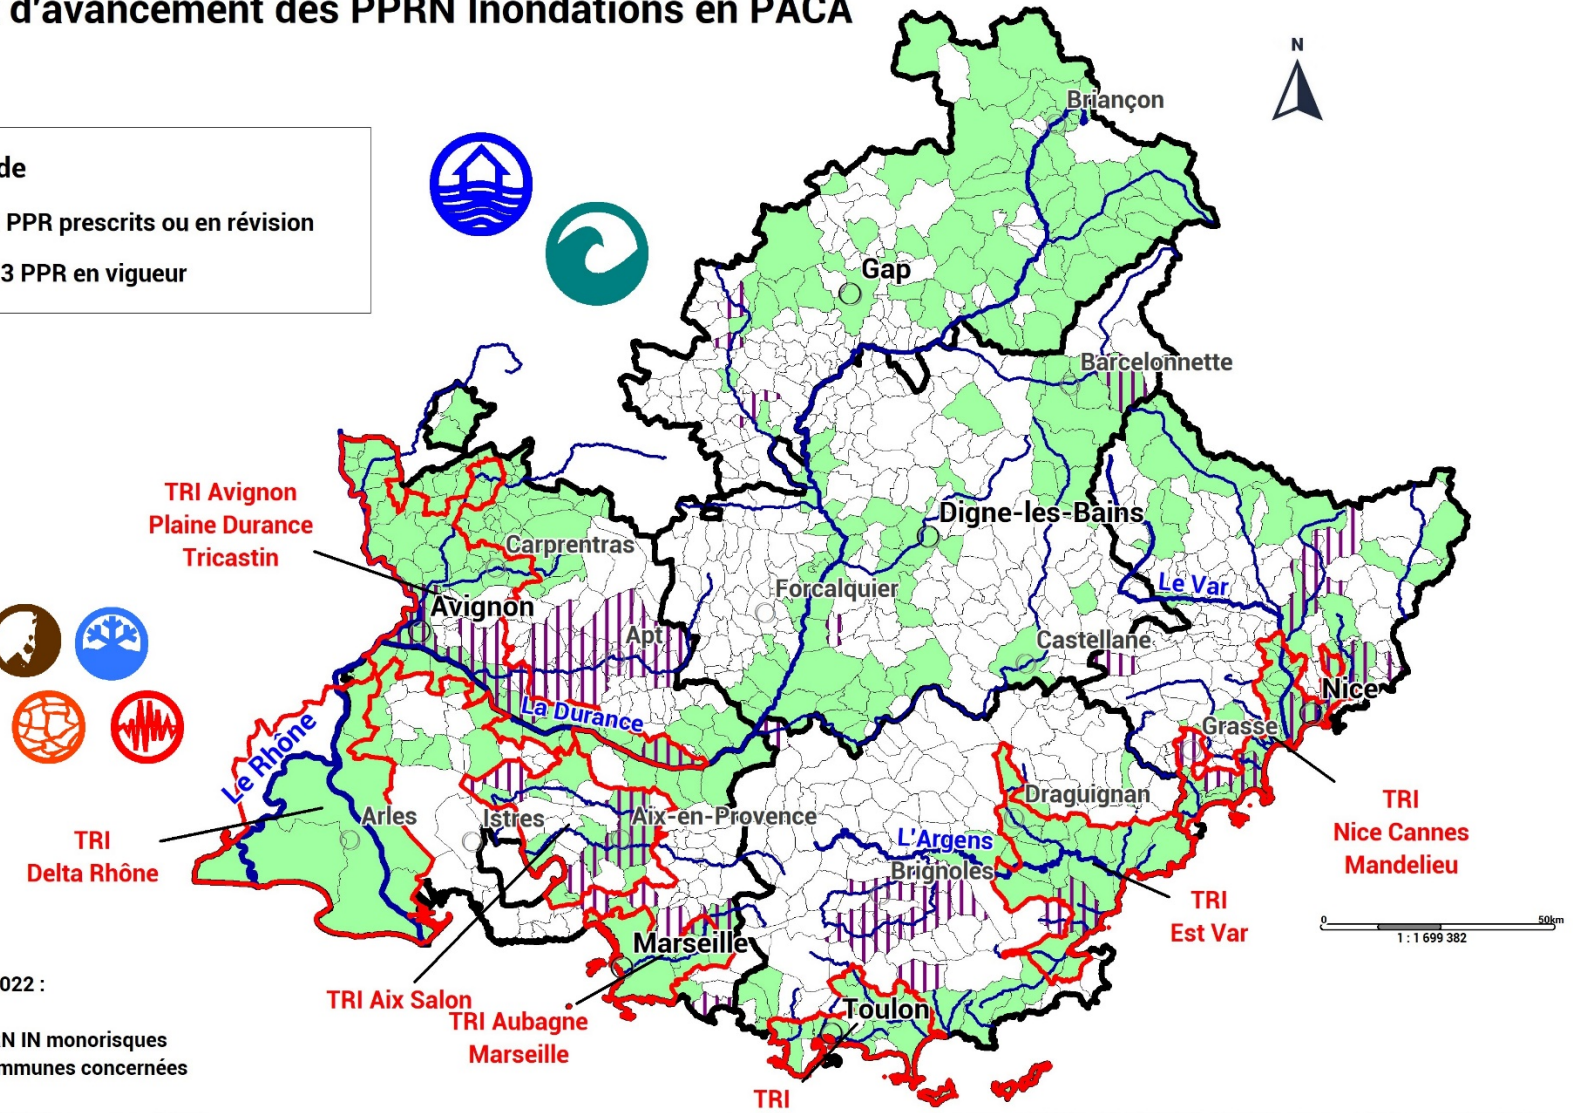 d'avancement des PPRN Inondations en PACA
N
de
PPR prescrits ou en révision
3 PPR en vigueur
Briançon
Gap
Barcelonnette
TRI Avignon
Plaine Durance
Tricastin
Digne-les-Bains
Carprentras
Forcalquier
Le Var
Avignon
Apt
Castellane
Nice
La Durance
Grasse
Le Rhône
Draguignan
TRI
Nice Cannes
Mandelieu
Arles
Istres
Aix-en-Provence
L'Argens
Brignoles
TRI
Delta Rhône
TRI
Est Var
0
50km
1 : 1 699 382
Marseille
022 :
TRI Aix Salon
TRI Aubagne
Marseille
Toulon
N IN monorisques
mmunes concernées
TRI